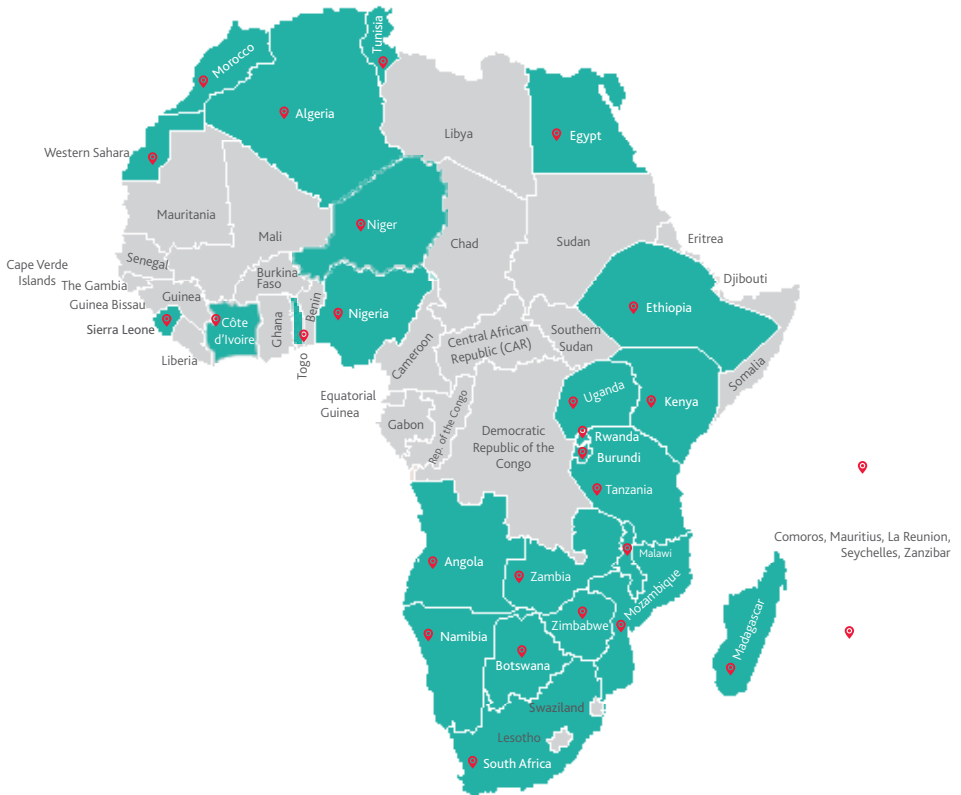 Tunisia
Morocco
Algeria
Libya
Egypt
Western Sahara
Mauritania
Mali
Niger
Chad
Sudan
Eritrea
Cape Verde
Islands
Senegal
The Gambia
Guinea Bissau
Guinea
Burkina
Faso
Benin
Nigeria
Djibouti
Ethiopia
Sierra Leone
Côte
d'Ivoire
Ghana
Togo
Liberia
Cameroon
Central African
Republic (CAR)
Southern
Sudan
Somalia
Equatorial
Guinea
Gabon
Rep. of the Congo
Democratic
Republic of the
Congo
Uganda
Kenya
Rwanda
Burundi
Tanzania
Comoros, Mauritius, La Reunion,
Seychelles, Zanzibar
Angola
Zambia
Malawi
Mozambique
Zimbabwe
Madagascar
Namibia
Botswana
Swaziland
Lesotho
South Africa